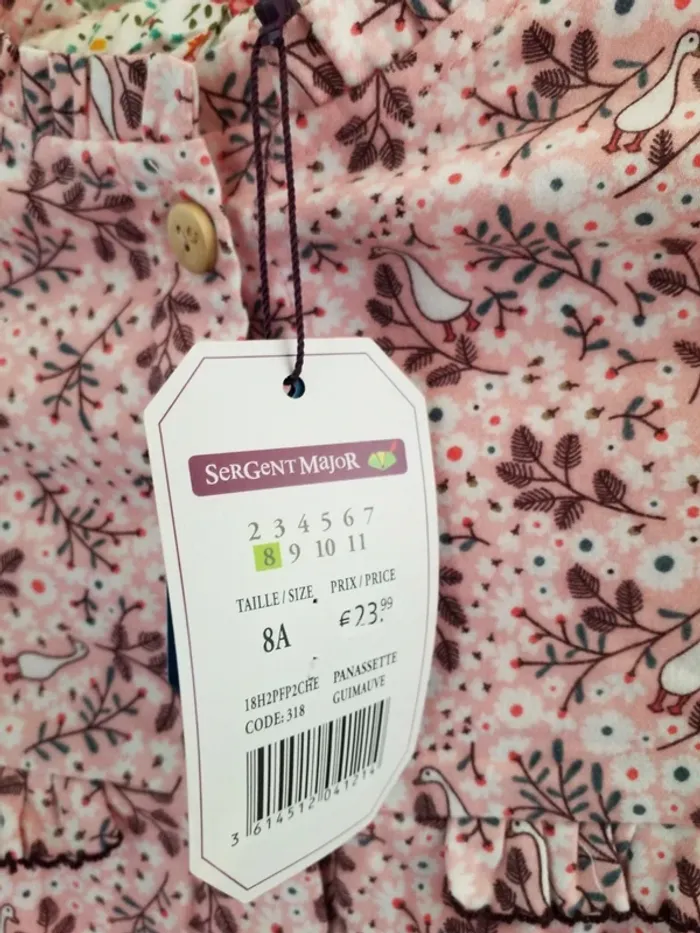 SERGENT MAJOR
2 3 4 5 6 7
8 9 10 11
TAILLE / SIZE PRIX / PRICE
8A €23.99
18H2PFP2CHE PANASSETTE
CODE: 318 GUIMAUVE
3 614512 041214